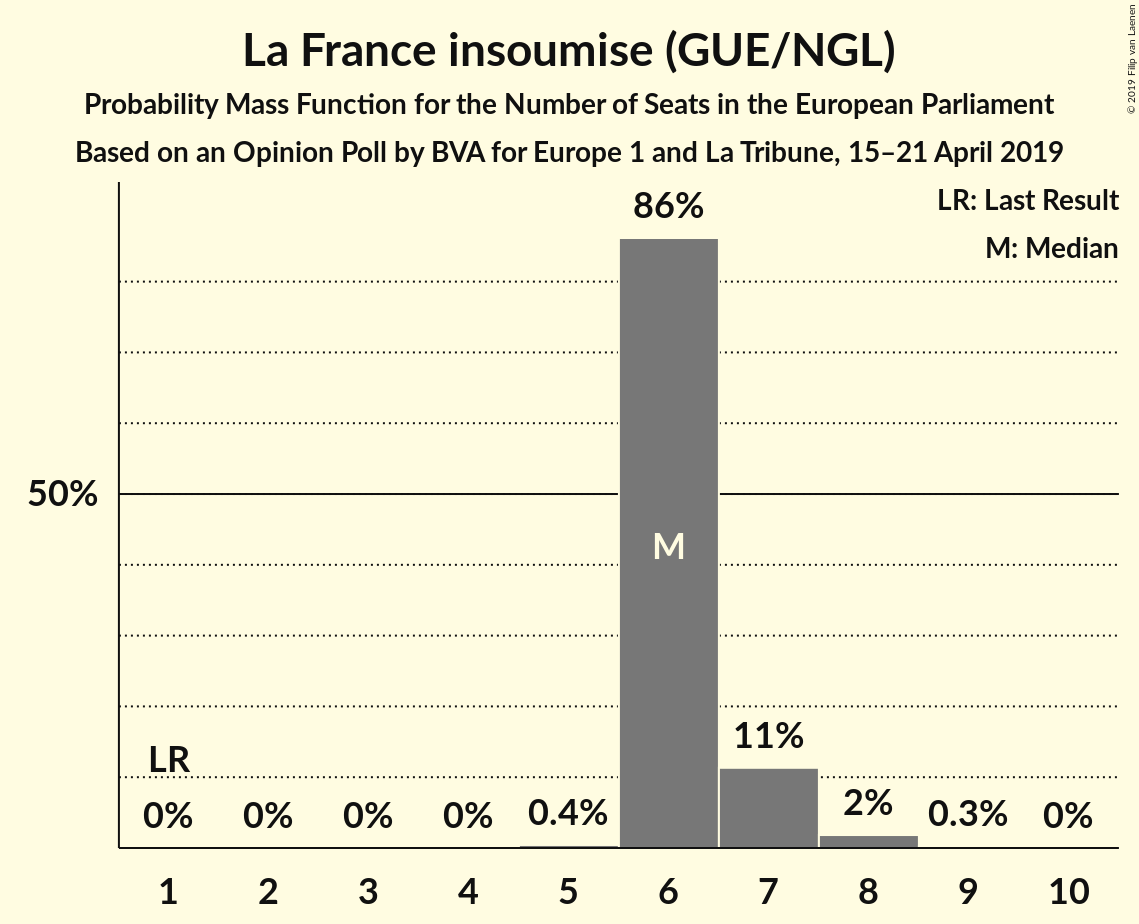 La France insoumise (GUE/NGL)
Probability Mass Function for the Number of Seats in the European Parliament
Based on an Opinion Poll by BVA for Europe 1 and La Tribune, 15–21 April 2019
© 2019 Filip van Laenen
LR: Last Result
M: Median
86%
50%
M
LR
11%
0% 0% 0% 0% 0.4% 2% 0.3% 0%
1 2 3 4 5 6 7 8 9 10